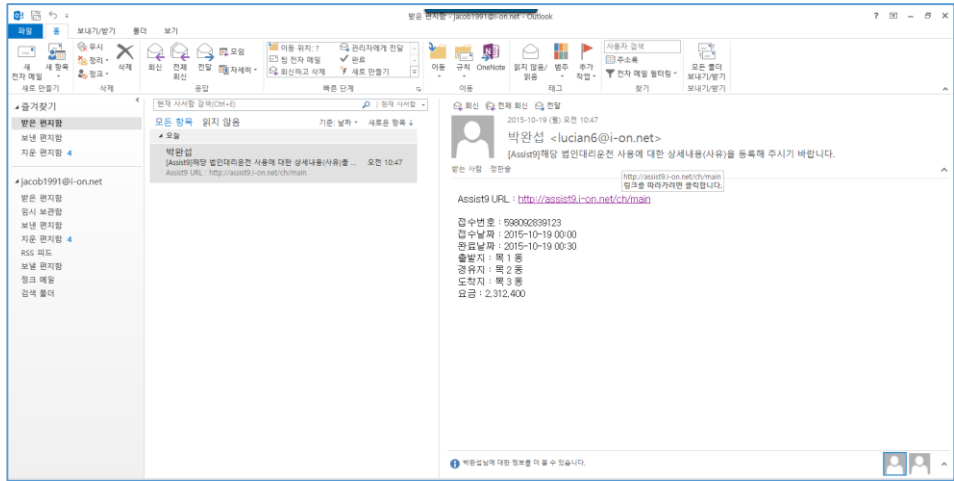 받은 편지함 - jacob1991@i-on.net - Outlook
파일 홈 보내기/받기 폴더 보기
새 전자 메일
새 항목
무시
정리
정크
삭제
회신
전체 회신
전달
모임
자세히
이동 위치: ?
팀 전자 메일
회신하고 삭제
관리자에게 전달
완료
새로 만들기
이동
규칙
OneNote
읽지 않음/읽음
범주
추가 작업
사용자 검색
주소록
전자 메일 필터링
모든 폴더 보내기/받기
새로 만들기 삭제 응답 빠른 단계 이동 태그 찾기 보내기/받기
즐겨찾기
받은 편지함
보낸 편지함
지운 편지함 4
jacob1991@i-on.net
받은 편지함
임시 보관함
보낸 편지함
지운 편지함 4
RSS 피드
보낼 편지함
정크 메일
검색 폴더
현재 사서함 검색(Ctrl+E) 현재 사서함
모든 항목 읽지 않음 기준: 날짜 새로운 항목 ↓
오늘
박완섭
[Assist9]해당 법인대리운전 사용에 대한 상세내용(사유)을 ... 오전 10:47
Assist9 URL : http://assist9.i-on.net/ch/main
회신 전체 회신 전달
2015-10-19 (월) 오전 10:47
박완섭 <lucian6@i-on.net>
[Assist9]해당 법인대리운전 사용에 대한 상세내용(사유)을 등록해 주시기 바랍니다.
받는 사람 정한솔
http://assist9.i-on.net/ch/main
링크를 따라가려면 클릭합니다.
Assist9 URL : http://assist9.i-on.net/ch/main
접수번호 : 598092839123
접수날짜 : 2015-10-19 00:00
완료날짜 : 2015-10-19 00:30
출발지 : 목 1 동
경유지 : 목 2 동
도착지 : 목 3 동
요금 : 2,312,400
박완섭님에 대한 정보를 더 볼 수 있습니다.